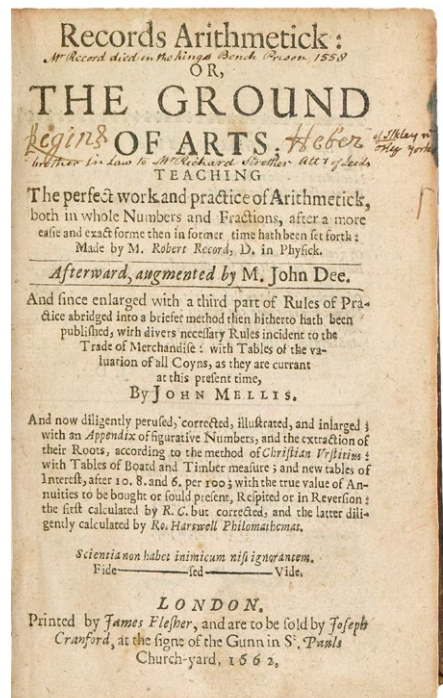 Records Arithmetick:
Mr Record died in the kings Bench Prison, 1558
OR,
THE GROUND
OF ARTS: Heber
of Ilkley
brother in Law to Mr Richard Strother Att
TEACHING
The perfect work and practice of Arithmetick,
both in whole Numbers and Fractions, after a more
easie and exact forme then in former time hath been set forth:
Made by M. Robert Record, D. in Physick.
Afterward, augmented by M. John Dee.
And since enlarged with a third part of Rules of Pra-
ctice abridged into a briefer method then hitherto hath been
published, with divers necessary Rules incident to the
Trade of Merchandise: with Tables of the va-
luation of all Coyns, as they are currant
at this present time,
By JOHN MELLIS.
And now diligently perused, corrected, illustrated, and inlarged;
with an Appendix of figurative Numbers, and the extraction of
their Roots, according to the method of Christian Vrstitius:
with Tables of Board and Timber measure; and new tables of
Interest, after 10. 8. and 6. per 100; with the true value of An-
nuities to be bought or sould present, Respited or in Reversion:
the first calculated by R. C. but corrected, and the latter dili-
gently calculated by Ro. Hartwell Philomathemat.
Scientia non habet inimicum nisi ignorantem.
Fide sed Vide.
LONDON,
Printed by James Flesher, and are to be sold by Joseph
Cranford, at the signe of the Gunn in St. Pauls
Church-yard, 1662.